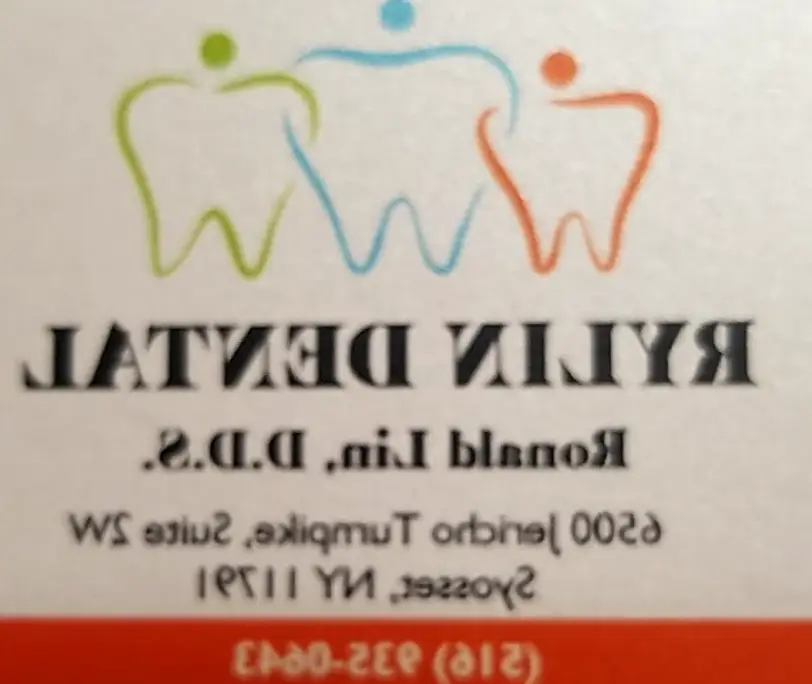 RYLIN DENTAL
Ronald Lin, D.D.S.
6500 Jericho Turnpike, Suite 2W
Syosset, NY 11791
(516) 935-0643